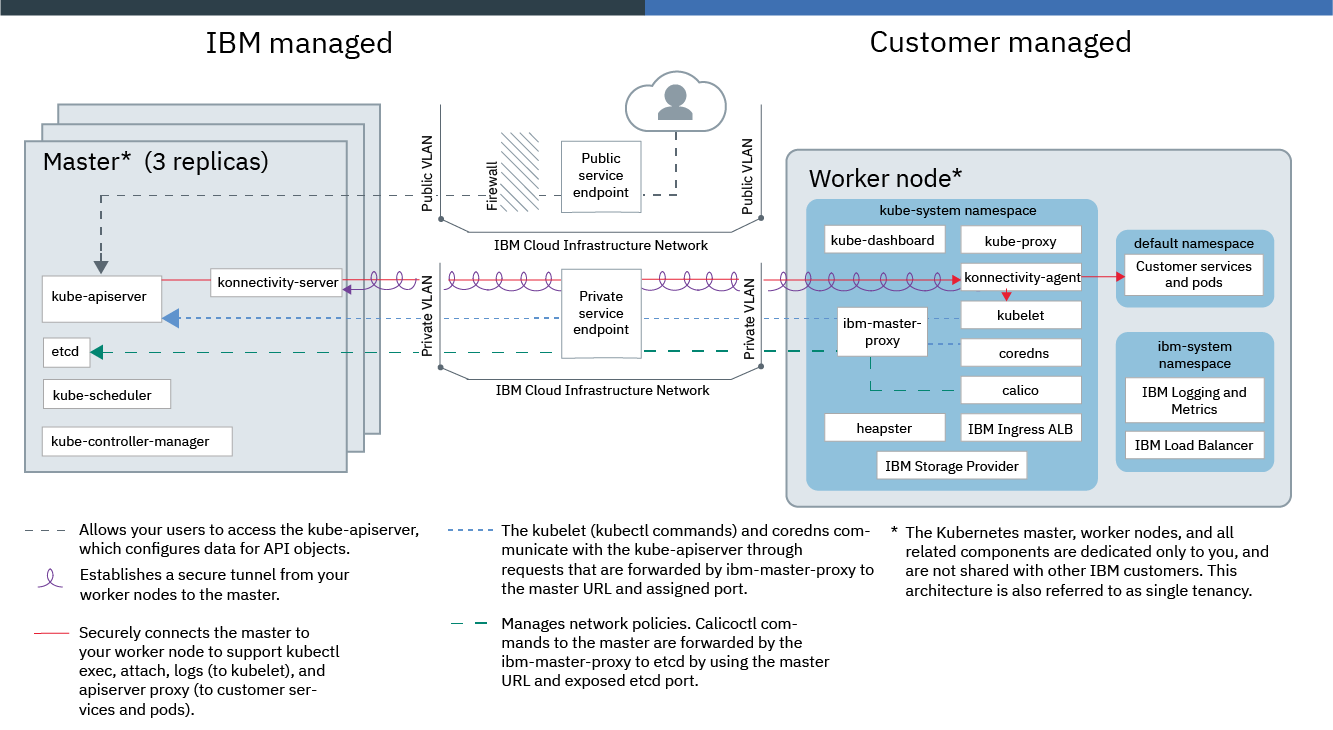 IBM managed
Customer managed
Master* (3 replicas)
kube-apiserver
konnectivity-server
etcd
kube-scheduler
kube-controller-manager
Public VLAN
Firewall
Public
service
endpoint
Public VLAN
IBM Cloud Infrastructure Network
Private VLAN
Private
service
endpoint
Private VLAN
IBM Cloud Infrastructure Network
Worker node*
kube-system namespace
kube-dashboard
kube-proxy
konnectivity-agent
kubelet
ibm-master-
proxy
coredns
calico
heapster
IBM Ingress ALB
IBM Storage Provider
default namespace
Customer services
and pods
ibm-system
namespace
IBM Logging and
Metrics
IBM Load Balancer
Allows your users to access the kube-apiserver,
which configures data for API objects.
Establishes a secure tunnel from your
worker nodes to the master.
Securely connects the master to
your worker node to support kubectl
exec, attach, logs (to kubelet), and
apiserver proxy (to customer ser-
vices and pods).
The kubelet (kubectl commands) and coredns com-
municate with the kube-apiserver through
requests that are forwarded by ibm-master-proxy to
the master URL and assigned port.
Manages network policies. Calicoctl com-
mands to the master are forwarded by the
ibm-master-proxy to etcd by using the master
URL and exposed etcd port.
* The Kubernetes master, worker nodes, and all
related components are dedicated only to you, and
are not shared with other IBM customers. This
architecture is also referred to as single tenancy.